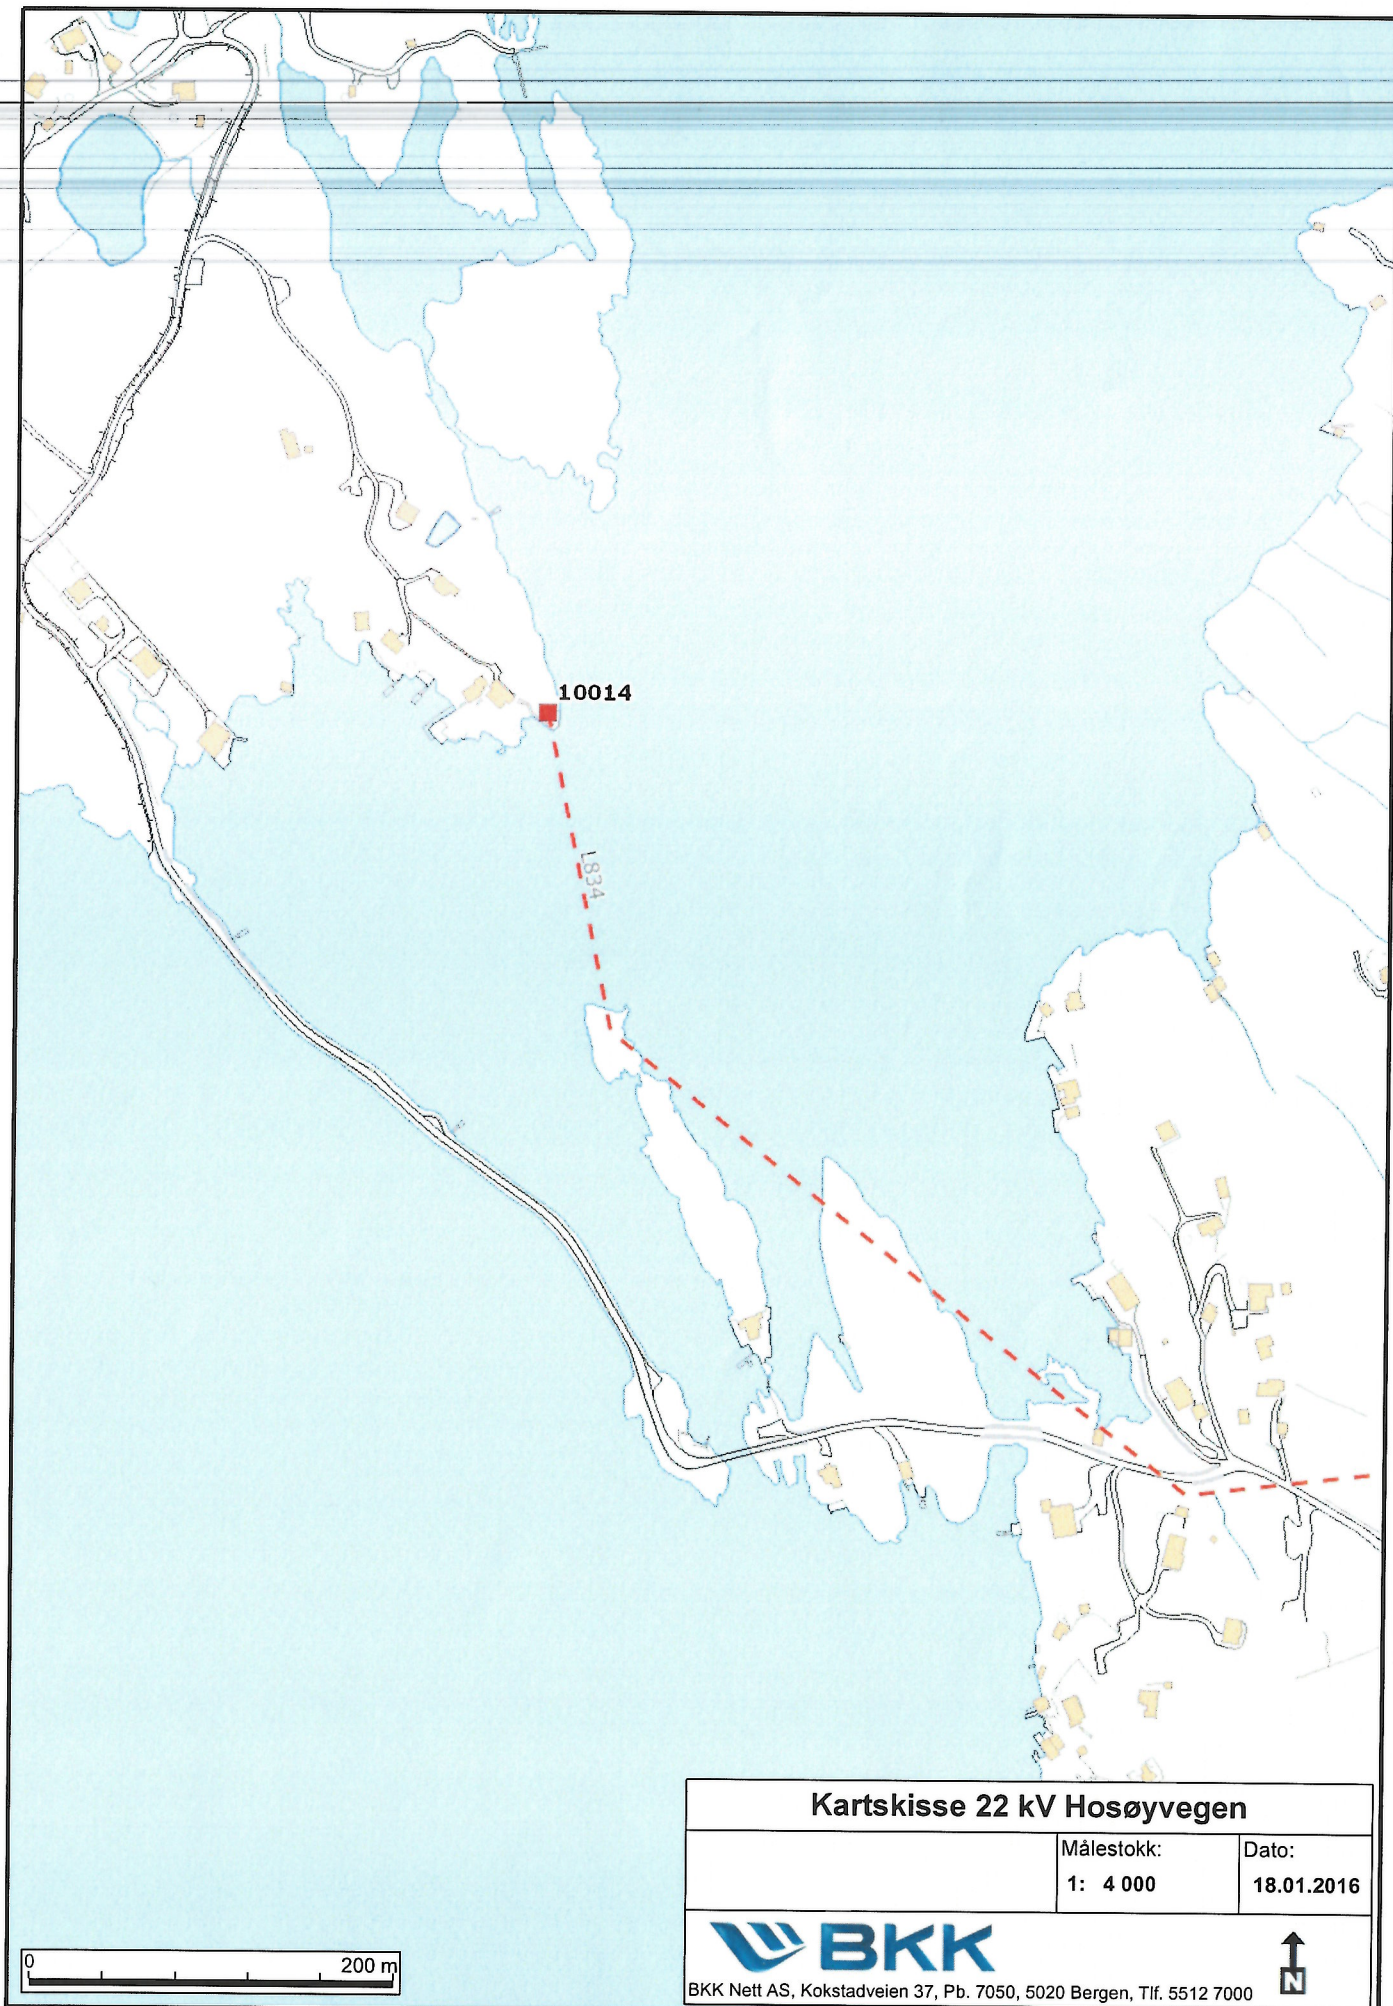 10014
L834
Kartskisse 22 kV Hosøyvegen
Målestokk:
1: 4 000
Dato:
18.01.2016
BKK
BKK Nett AS, Kokstadveien 37, Pb. 7050, 5020 Bergen, Tlf. 5512 7000
N
0 200 m